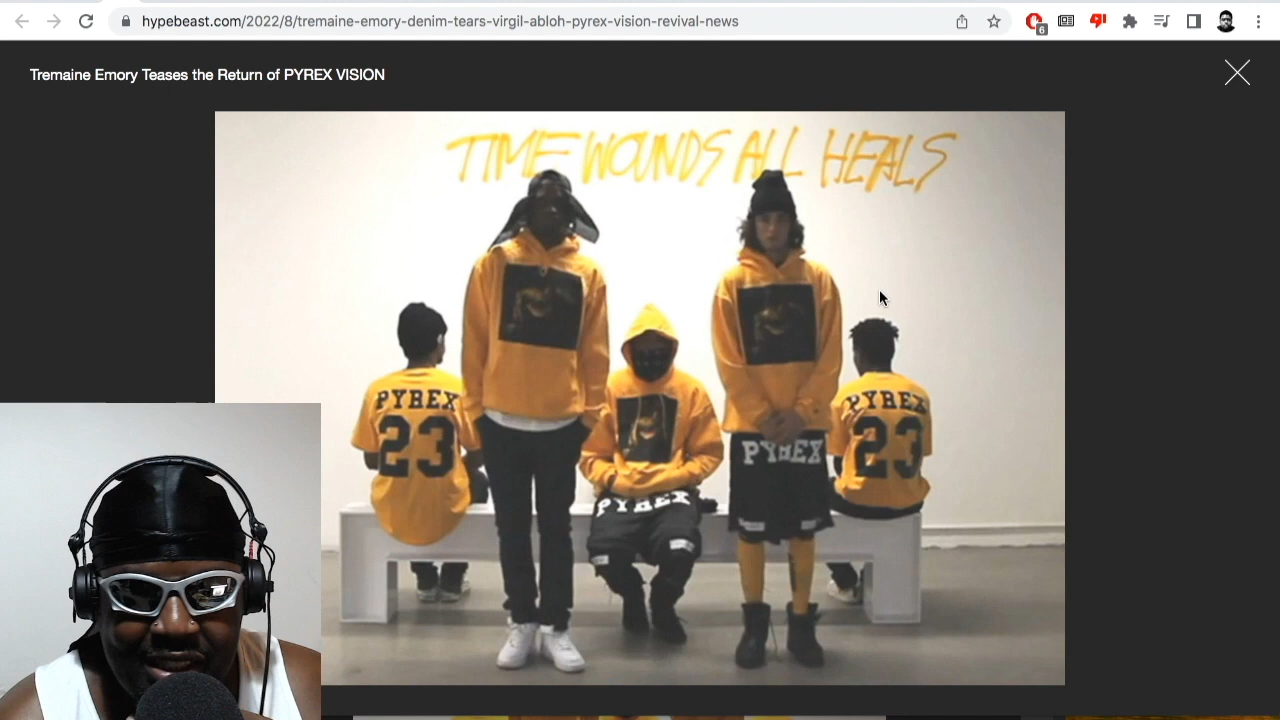 hypebeast.com/2022/8/tremaine-emory-denim-tears-virgil-abloh-pyrex-vision-revival-news
6
Tremaine Emory Teases the Return of PYREX VISION
TIME WOUNDS ALL HEALS
PYREX
23
PYREX
PYREX
PYREX
23